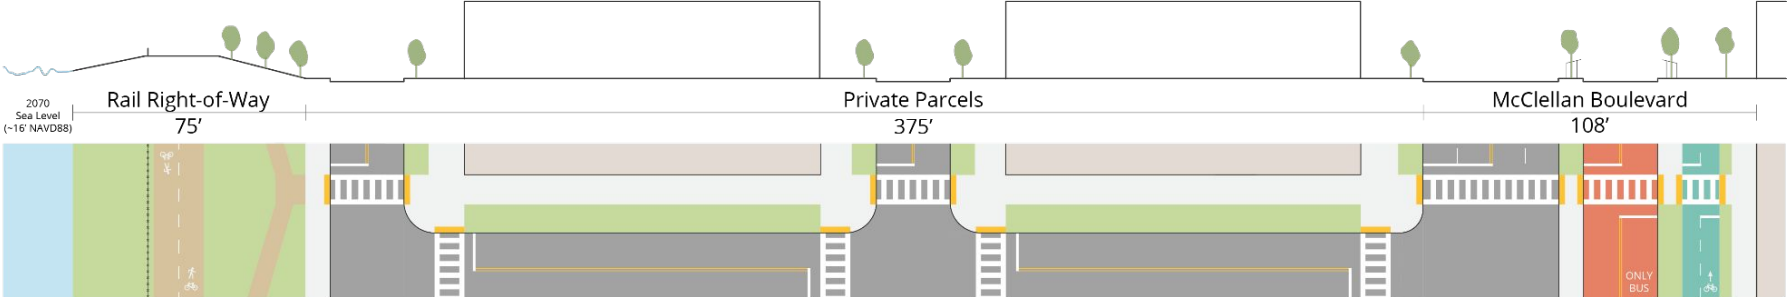 2070
Sea Level
(~16' NAVD88)
Rail Right-of-Way
75’
Private Parcels
375’
McClellan Boulevard
108’
ONLY
BUS